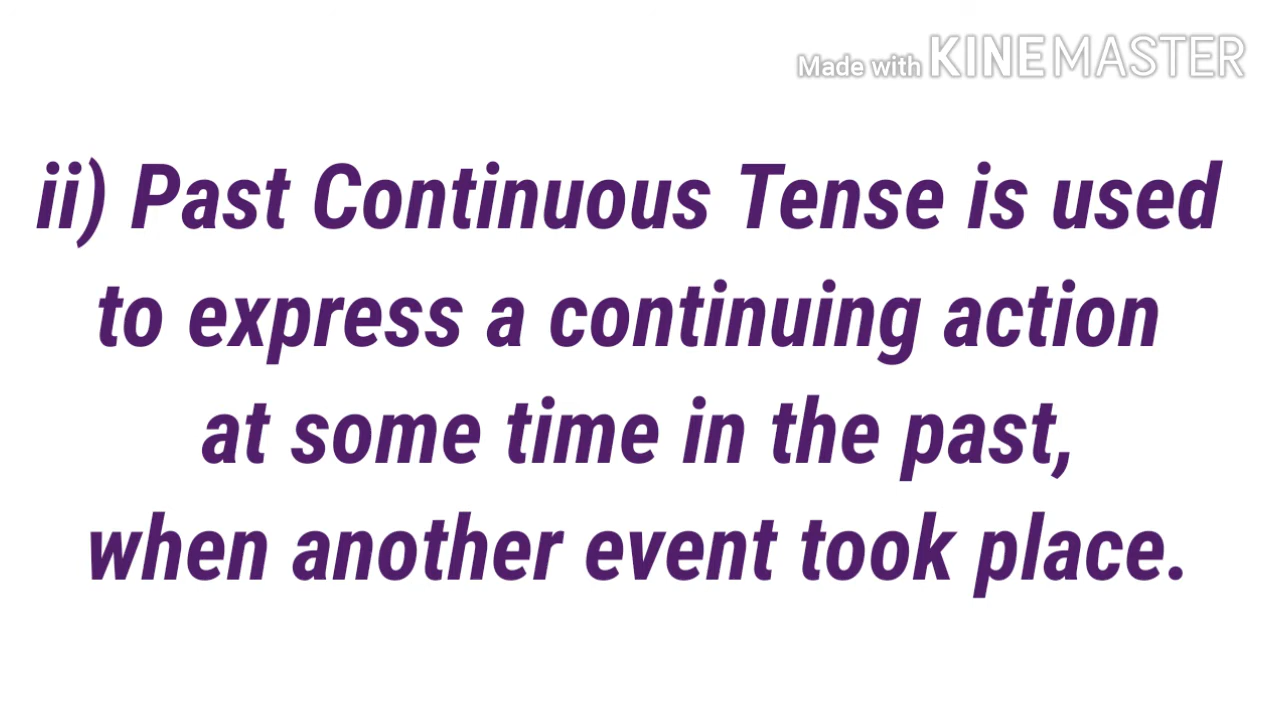 Made with KINEMASTER
ii) Past Continuous Tense is used
to express a continuing action
at some time in the past,
when another event took place.